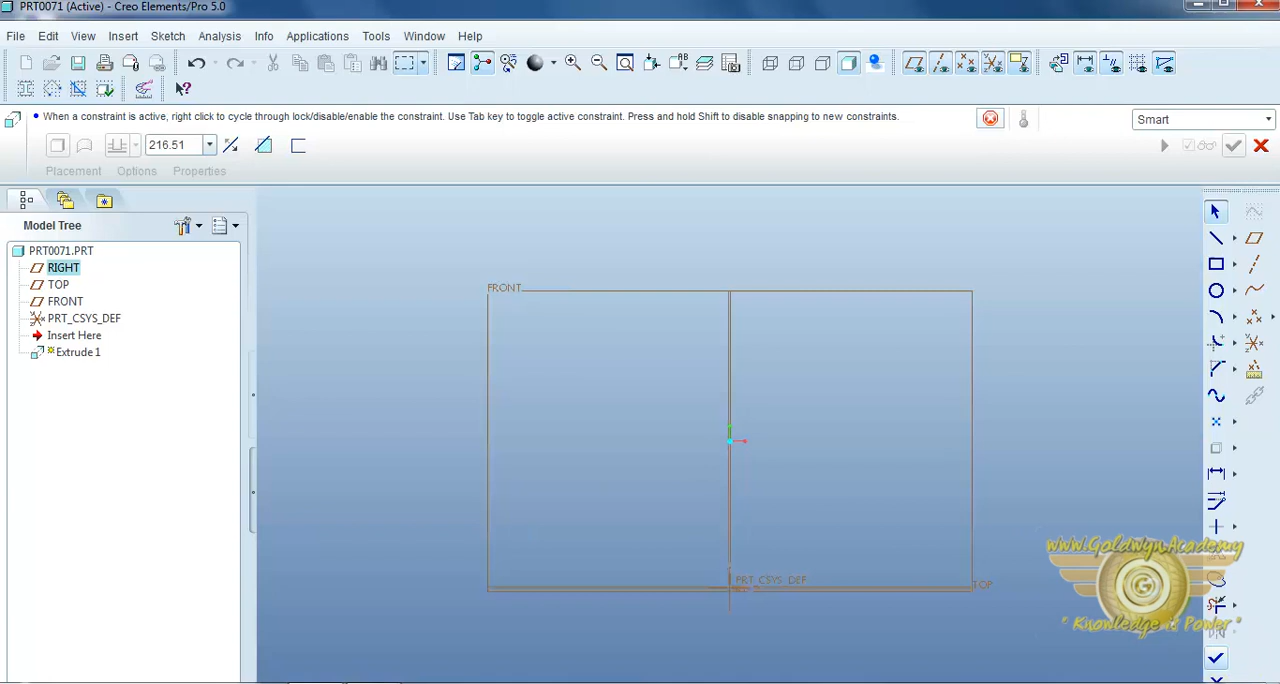 PRT0071 (Active) - Creo Elements/Pro 5.0
File Edit View Insert Sketch Analysis Info Applications Tools Window Help
When a constraint is active, right click to cycle through lock/disable/enable the constraint. Use Tab key to toggle active constraint. Press and hold Shift to disable snapping to new constraints.
Smart
216.51
Placement Options Properties
Model Tree
PRT0071.PRT
RIGHT
TOP
FRONT
PRT_CSYS_DEF
Insert Here
Extrude 1
FRONT
PRT_CSYS_DEF
TOP
www.Goldwyn.Academy
G
" Knowledge is Power "